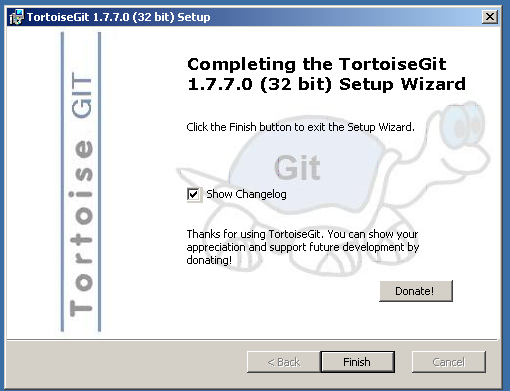 TortoiseGit 1.7.7.0 (32 bit) Setup
Completing the TortoiseGit
1.7.7.0 (32 bit) Setup Wizard
Click the Finish button to exit the Setup Wizard.
Git
Show Changelog
Thanks for using TortoiseGit. You can show your
appreciation and support future development by
donating!
Donate!
Tortoise GIT
< Back
Finish
Cancel